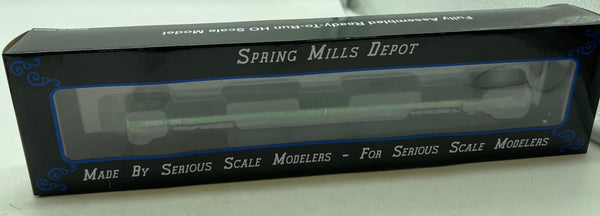 Fully Assembled Ready-To-Run HO Scale Model
Spring Mills Depot
Made By Serious Scale Modelers - For Serious Scale Modelers